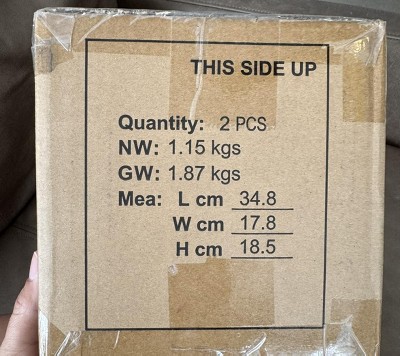 THIS SIDE UP
Quantity: 2 PCS
NW: 1.15 kgs
GW: 1.87 kgs
Mea: L cm 34.8
W cm 17.8
H cm 18.5